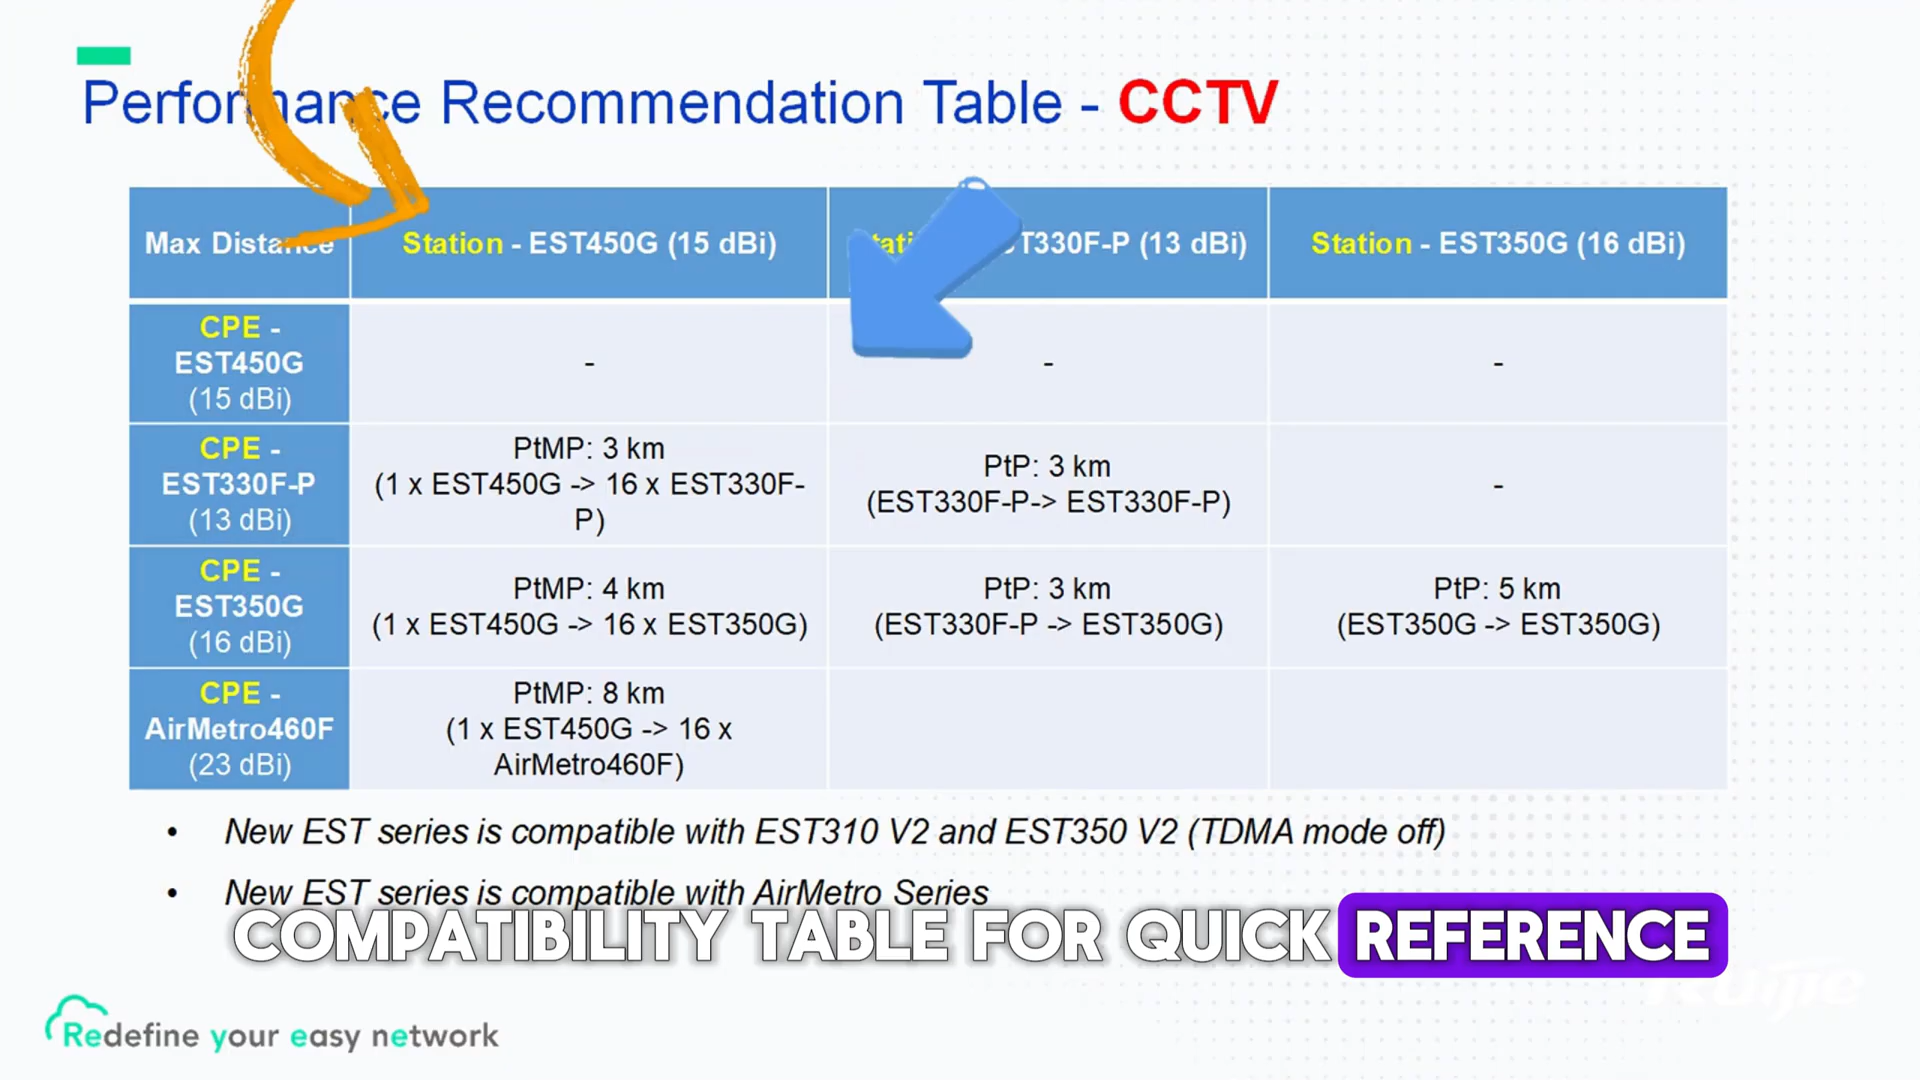 Performance Recommendation Table - CCTV
Max Distance
Station - EST450G (15 dBi)
Station - EST330F-P (13 dBi)
Station - EST350G (16 dBi)
CPE -
EST450G
(15 dBi)
-
-
-
CPE -
EST330F-P
(13 dBi)
PtMP: 3 km
(1 x EST450G -> 16 x EST330F-
P)
PtP: 3 km
(EST330F-P-> EST330F-P)
-
CPE -
EST350G
(16 dBi)
PtMP: 4 km
(1 x EST450G -> 16 x EST350G)
PtP: 3 km
(EST330F-P -> EST350G)
PtP: 5 km
(EST350G -> EST350G)
CPE -
AirMetro460F
(23 dBi)
PtMP: 8 km
(1 x EST450G -> 16 x
AirMetro460F)
• New EST series is compatible with EST310 V2 and EST350 V2 (TDMA mode off)
• New EST series is compatible with AirMetro Series
COMPATIBILITY TABLE FOR QUICK REFERENCE
Redefine your easy network